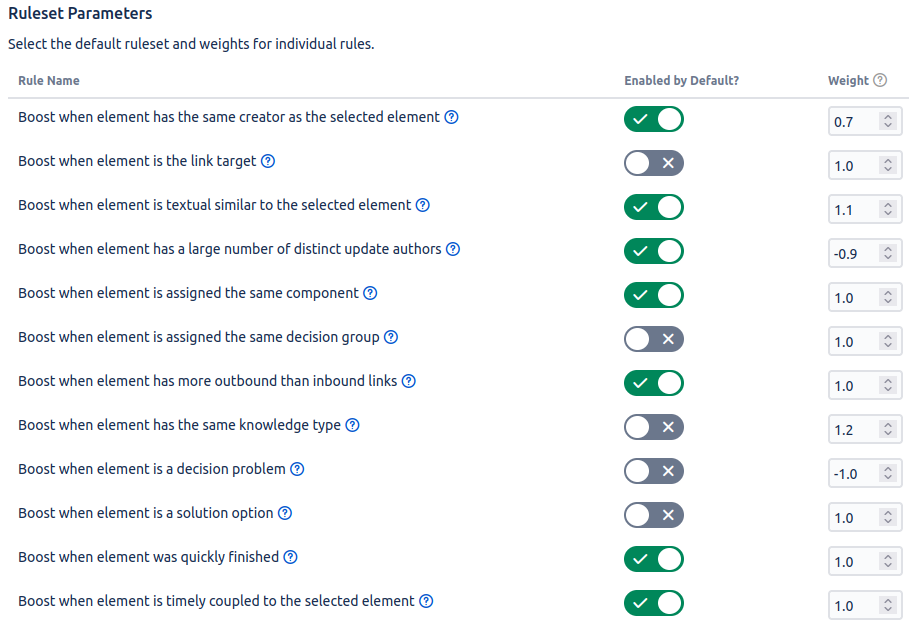 Ruleset Parameters
Select the default ruleset and weights for individual rules.
Rule Name Enabled by Default? Weight
Boost when element has the same creator as the selected element 0.7
Boost when element is the link target 1.0
Boost when element is textual similar to the selected element 1.1
Boost when element has a large number of distinct update authors -0.9
Boost when element is assigned the same component 1.0
Boost when element is assigned the same decision group 1.0
Boost when element has more outbound than inbound links 1.0
Boost when element has the same knowledge type 1.2
Boost when element is a decision problem -1.0
Boost when element is a solution option 1.0
Boost when element was quickly finished 1.0
Boost when element is timely coupled to the selected element 1.0